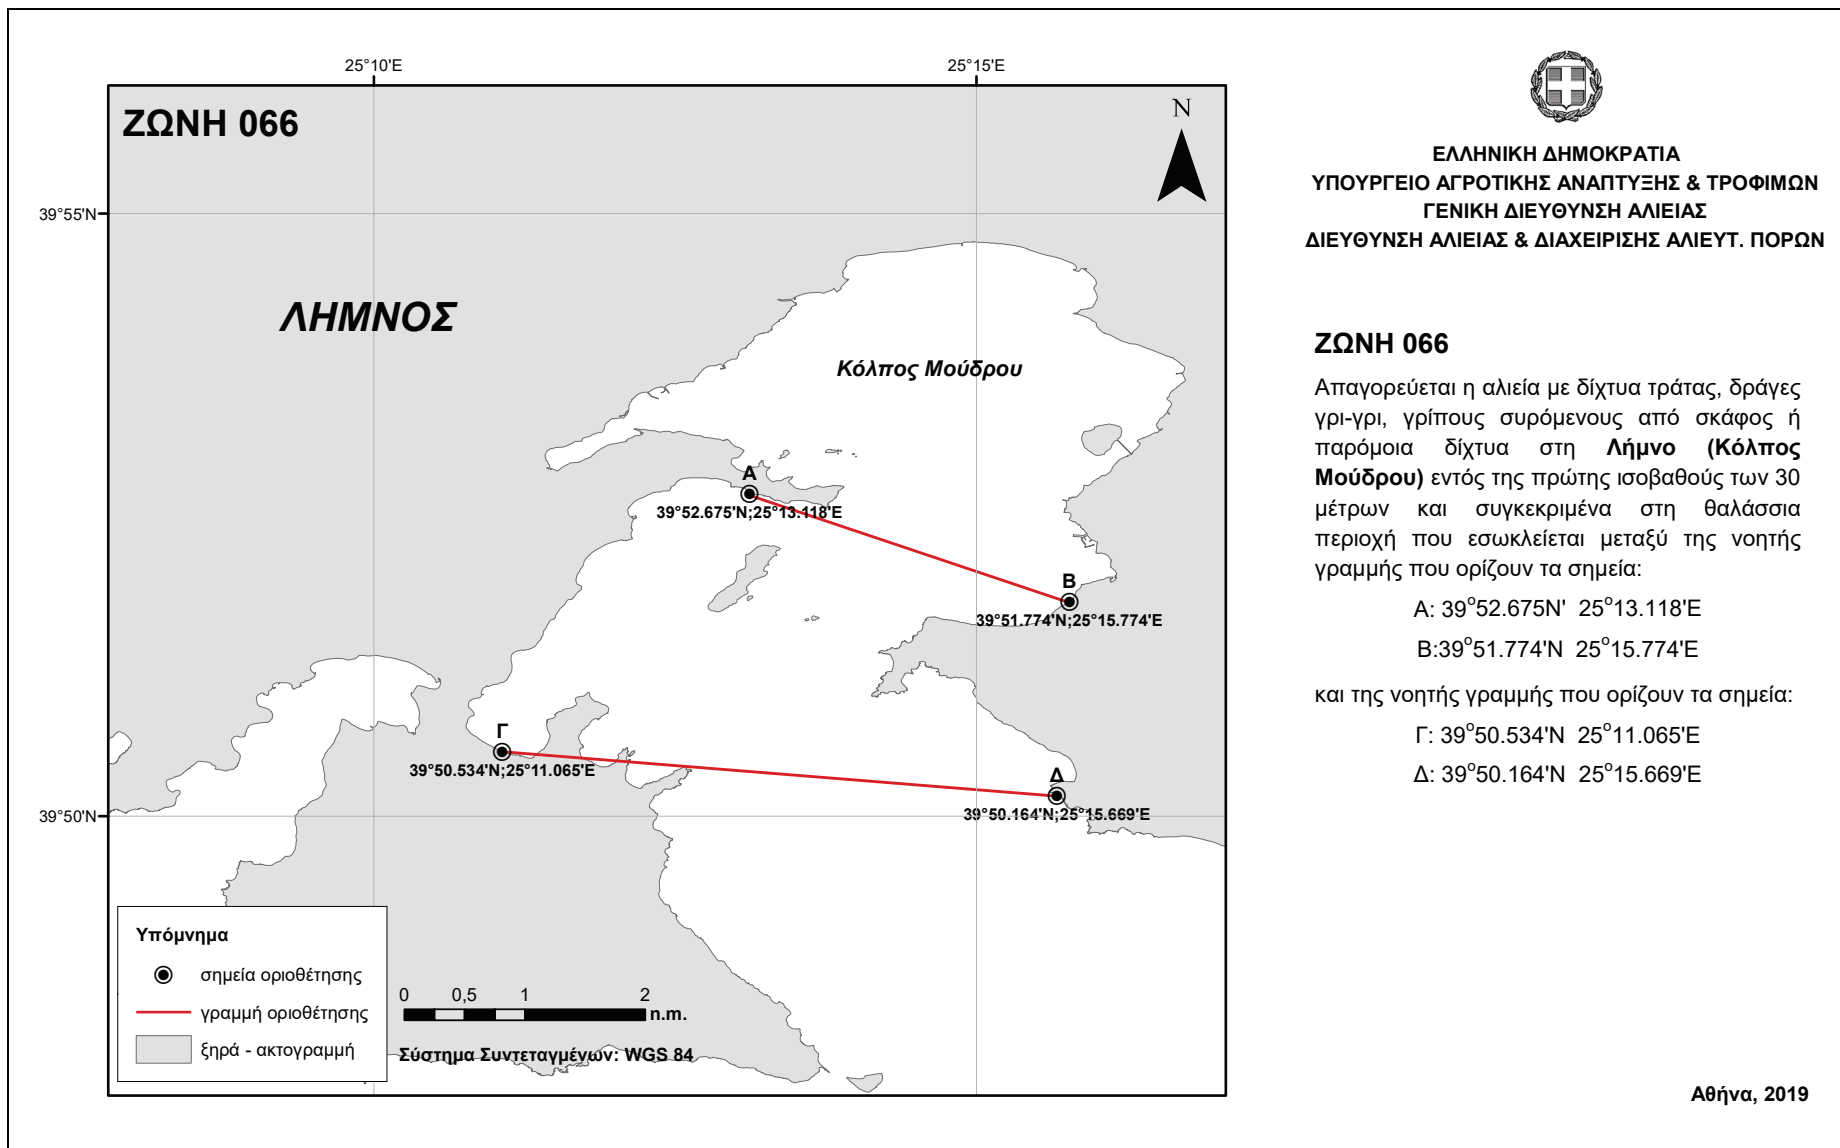 25°10'E
25°15'E
ΖΩΝΗ 066
N
39°55'N
ΛΗΜΝΟΣ
Κόλπος Μούδρου
Α
39°52.675'N;25°13.118'E
Β
39°51.774'N;25°15.774'E
Γ
39°50.534'N;25°11.065'E
Δ
39°50.164'N;25°15.669'E
39°50'N
Υπόμνημα
σημεία οριοθέτησης
γραμμή οριοθέτησης
ξηρά - ακτογραμμή
0 0,5 1 2
n.m.
Σύστημα Συντεταγμένων: WGS 84
ΕΛΛΗΝΙΚΗ ΔΗΜΟΚΡΑΤΙΑ
ΥΠΟΥΡΓΕΙΟ ΑΓΡΟΤΙΚΗΣ ΑΝΑΠΤΥΞΗΣ & ΤΡΟΦΙΜΩΝ
ΓΕΝΙΚΗ ΔΙΕΥΘΥΝΣΗ ΑΛΙΕΙΑΣ
ΔΙΕΥΘΥΝΣΗ ΑΛΙΕΙΑΣ & ΔΙΑΧΕΙΡΙΣΗΣ ΑΛΙΕΥΤ. ΠΟΡΩΝ
ΖΩΝΗ 066
Απαγορεύεται η αλιεία με δίχτυα τράτας, δράγες
γρι-γρι, γρίπους συρόμενους από σκάφος ή
παρόμοια δίχτυα στη Λήμνο (Κόλπος
Μούδρου) εντός της πρώτης ισοβαθούς των 30
μέτρων και συγκεκριμένα στη θαλάσσια
περιοχή που εσωκλείεται μεταξύ της νοητής
γραμμής που ορίζουν τα σημεία:
Α: 39°52.675N' 25°13.118'E
Β:39°51.774'N 25°15.774'E
και της νοητής γραμμής που ορίζουν τα σημεία:
Γ: 39°50.534'N 25°11.065'E
Δ: 39°50.164'N 25°15.669'E
Αθήνα, 2019